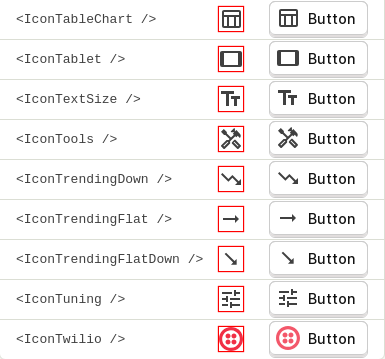 <IconTableChart /> Button
<IconTablet /> Button
<IconTextSize /> Button
<IconTools /> Button
<IconTrendingDown /> Button
<IconTrendingFlat /> Button
<IconTrendingFlatDown /> Button
<IconTuning /> Button
<IconTwilio /> Button